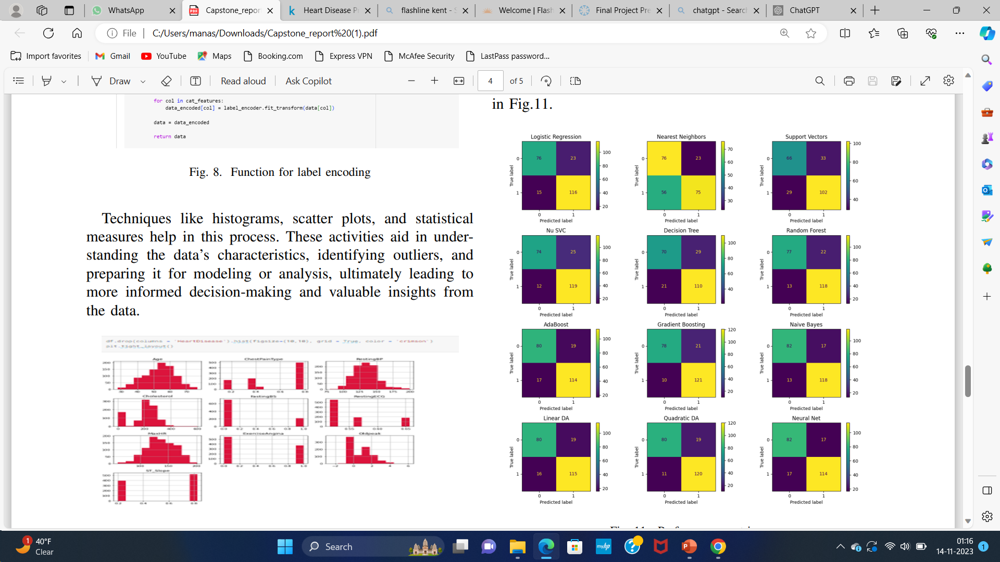 WhatsApp
Capstone_repor
Heart Disease P
flashline kent - S
Welcome | Flash
Final Project Pre
chatgpt - Search
ChatGPT
File
C:/Users/manas/Downloads/Capstone_report%20(1).pdf
Import favorites
Gmail
YouTube
Maps
Booking.com
Express VPN
McAfee Security
LastPass password...
Draw
Read aloud
Ask Copilot
4
of 5
for col in cat_features:
data_encoded[col] = label_encoder.fit_transform(data[col])
data = data_encoded
return data
Fig. 8. Function for label encoding
Techniques like histograms, scatter plots, and statistical
measures help in this process. These activities aid in under-
standing the data's characteristics, identifying outliers, and
preparing it for modeling or analysis, ultimately leading to
more informed decision-making and valuable insights from
the data.
df.drop(columns = 'HeartDisease').hist(figsize=(10,10), grid = True, color = 'crimson')
plt.tight_layout()
Age
ChestPainType
RestingBP
Cholesterol
FastingBS
RestingECG
MaxHR
ExerciseAngina
Oldpeak
ST_Slope
in Fig.11.
Logistic Regression
True label
0
76 23
1
15 116
0 1
Predicted label
100
80
60
40
20
Nearest Neighbors
True label
0
76 23
1
56 75
0 1
Predicted label
70
60
50
40
30
Support Vectors
True label
0
66 33
1
29 102
0 1
Predicted label
100
80
60
40
Nu SVC
True label
0
74 25
1
12 119
0 1
Predicted label
100
80
60
40
20
Decision Tree
True label
0
70 29
1
21 110
0 1
Predicted label
100
80
60
40
Random Forest
True label
0
77 22
1
13 118
0 1
Predicted label
100
80
60
40
20
AdaBoost
True label
0
80 19
1
17 114
0 1
Predicted label
100
80
60
40
20
Gradient Boosting
True label
0
78 21
1
10 121
0 1
Predicted label
120
100
80
60
40
20
Naive Bayes
True label
0
82 17
1
13 118
0 1
Predicted label
100
80
60
40
20
Linear DA
True label
0
80 19
1
16 115
0 1
Predicted label
100
80
60
40
20
Quadratic DA
True label
0
80 19
1
11 120
0 1
Predicted label
120
100
80
60
40
20
Neural Net
True label
0
82 17
1
17 114
0 1
Predicted label
100
80
60
40
20
1
40°F
Clear
Search
myhp
01:16
14-11-2023
1